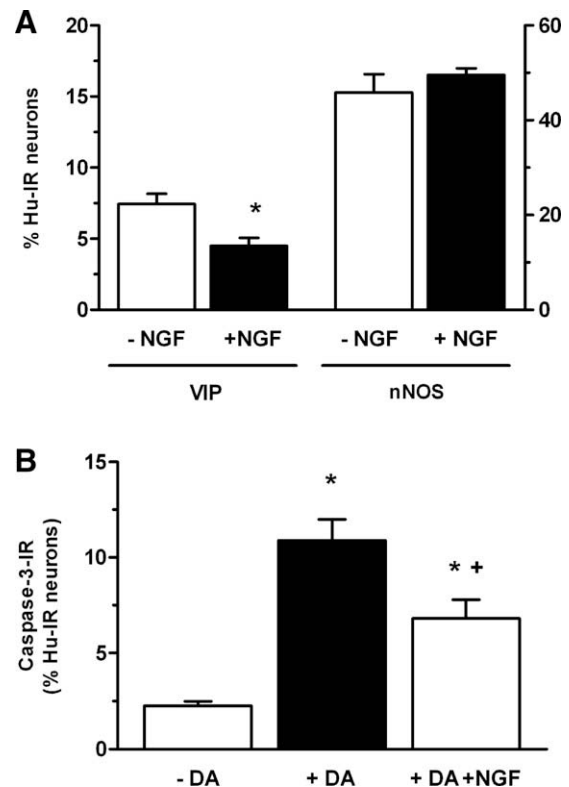 A
20
15
10
5
0
% Hu-IR neurons
60
40
20
0
*
- NGF +NGF - NGF + NGF
VIP nNOS
B
15
10
5
0
Caspase-3-IR
(% Hu-IR neurons)
*
* +
- DA + DA + DA +NGF